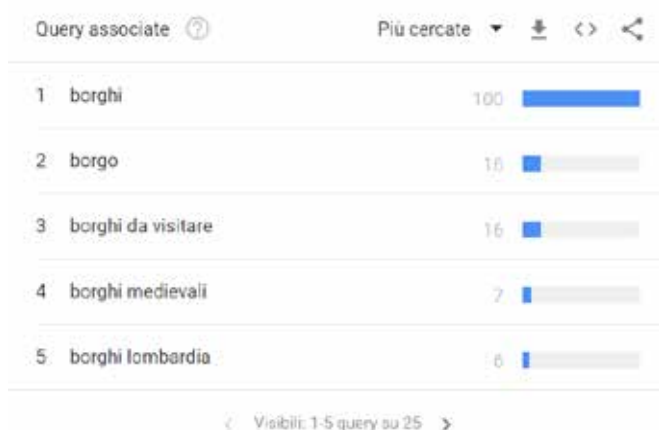 Query associate
Più cercate
1 borghi 100
2 borgo 16
3 borghi da visitare 16
4 borghi medievali 7
5 borghi lombardia 6
Visibili: 1-5 query su 25